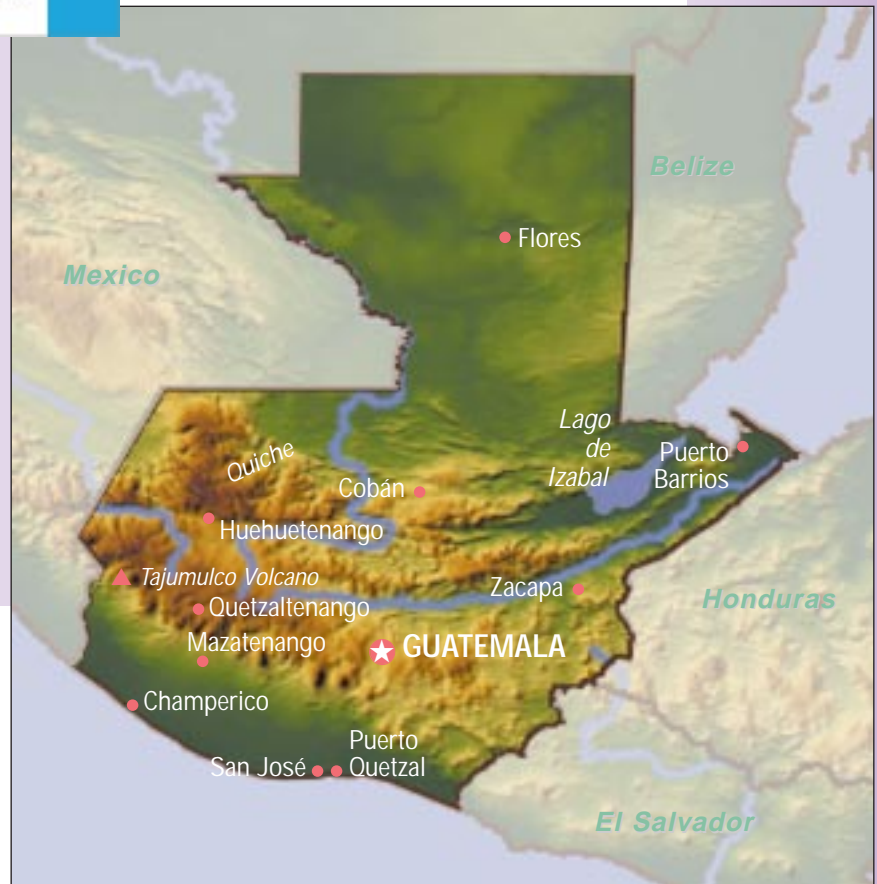 Belize
Flores
Mexico
Lago
de
Izabal
Puerto
Barrios
Quiche
Cobán
Huehuetenango
Tajumulco Volcano
Zacapa
Honduras
Quetzaltenango
Mazatenango
GUATEMALA
Champerico
Puerto
Quetzal
San José
El Salvador